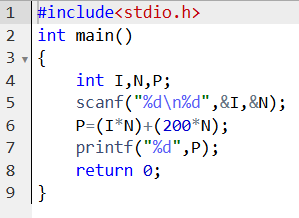 1 #include<stdio.h>
2 int main()
3 {
4 int I,N,P;
5 scanf("%d\n%d",&I,&N);
6 P=(I*N)+(200*N);
7 printf("%d",P);
8 return 0;
9 }